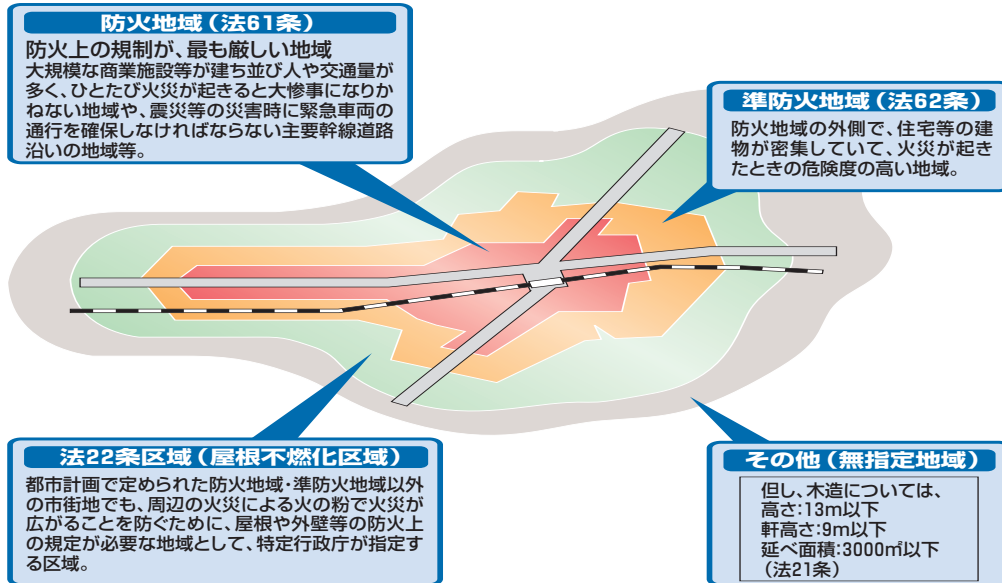 防火地域(法61条)
防火上の規制が、最も厳しい地域
大規模な商業施設等が建ち並び人や交通量が
多く、ひとたび火災が起きると大惨事になりか
ねない地域や、震災等の災害時に緊急車両の
通行を確保しなければならない主要幹線道路
沿いの地域等。
準防火地域(法62条)
防火地域の外側で、住宅等の建
物が密集していて、火災が起き
たときの危険度の高い地域。
法22条区域(屋根不燃化区域)
都市計画で定められた防火地域・準防火地域以外
の市街地でも、周辺の火災による火の粉で火災が
広がることを防ぐために、屋根や外壁等の防火上
の規定が必要な地域として、特定行政庁が指定す
る区域。
その他(無指定地域)
但し、木造については、
高さ:13m以下
軒高さ:9m以下
延べ面積:3000㎡以下
(法21条)